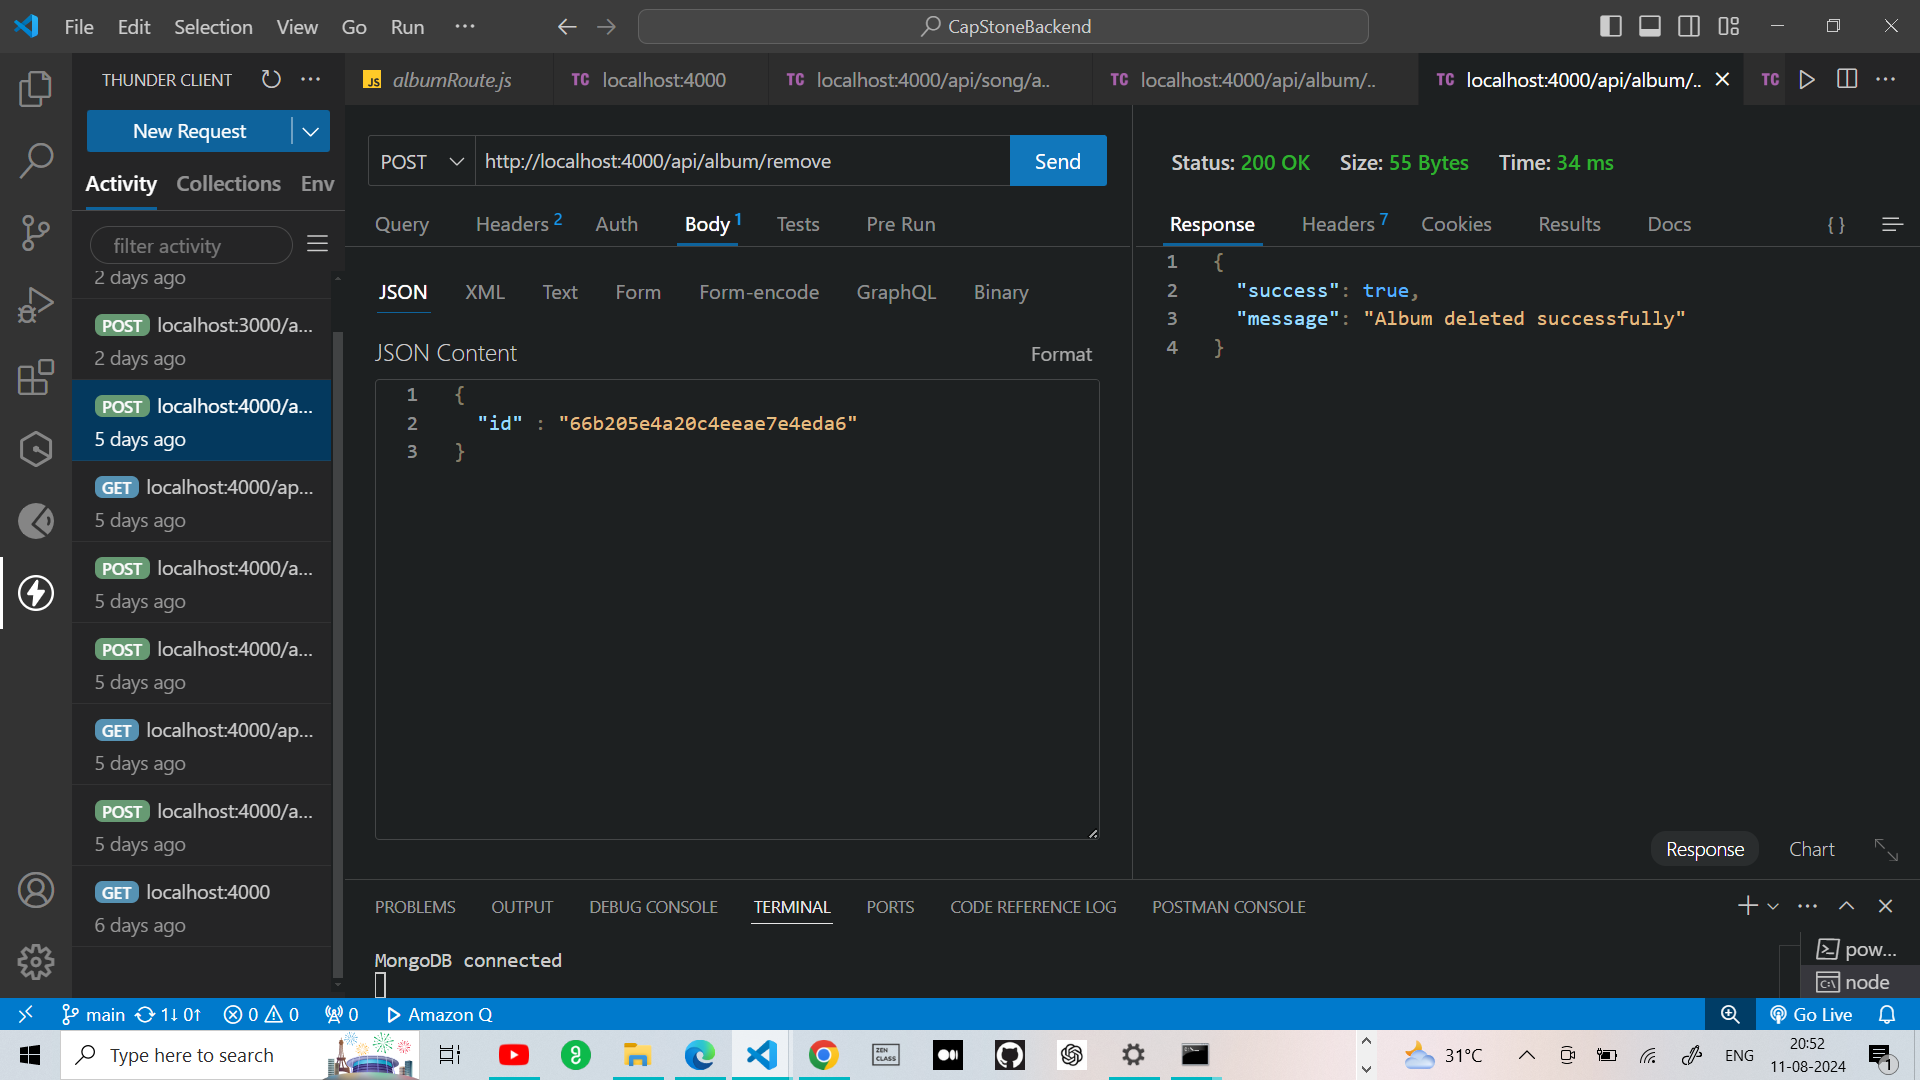 File Edit Selection View Go Run ··· CapStoneBackend
THUNDER CLIENT ···
New Request
Activity Collections Env
filter activity
2 days ago
POST localhost:3000/a...
2 days ago
POST localhost:4000/a...
5 days ago
GET localhost:4000/ap...
5 days ago
POST localhost:4000/a...
5 days ago
POST localhost:4000/a...
5 days ago
GET localhost:4000/ap...
5 days ago
POST localhost:4000/a...
5 days ago
GET localhost:4000
6 days ago
JS albumRoute.js TC localhost:4000 TC localhost:4000/api/song/a.. TC localhost:4000/api/album/.. TC localhost:4000/api/album/.. TC ···
POST http://localhost:4000/api/album/remove Send
Query Headers 2 Auth Body 1 Tests Pre Run
JSON XML Text Form Form-encode GraphQL Binary
JSON Content Format
1 {
2 "id" : "66b205e4a20c4eeae7e4eda6"
3 }
Status: 200 OK Size: 55 Bytes Time: 34 ms
Response Headers 7 Cookies Results Docs { }
1 {
2 "success": true,
3 "message": "Album deleted successfully"
4 }
Response Chart
PROBLEMS OUTPUT DEBUG CONSOLE TERMINAL PORTS CODE REFERENCE LOG POSTMAN CONSOLE ···
MongoDB connected
pow...
node
main 1↓ 0↑ 0 0 0 Amazon Q Go Live
Type here to search ZEN CLASS 31°C ENG 20:52
11-08-2024 1